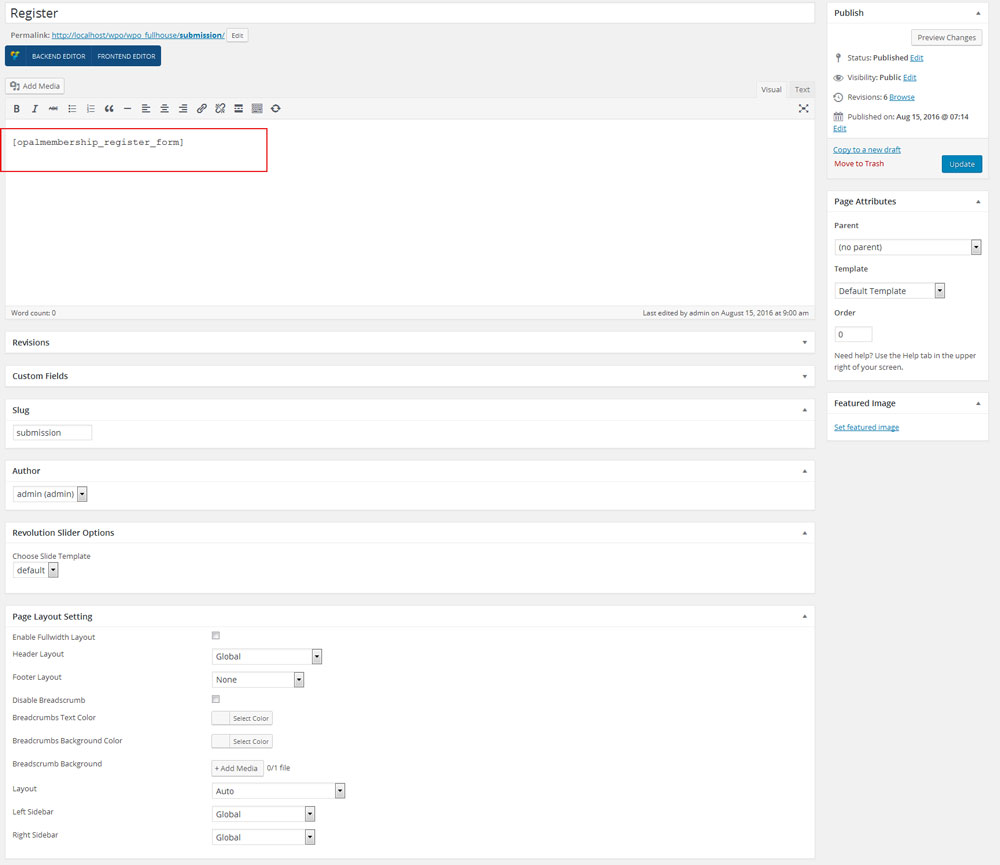 Register
Permalink: http://localhost/wpo/wpo_fullhouse/submission/ Edit
BACKEND EDITOR FRONTEND EDITOR
Add Media
Visual Text
B I ABC
[opalmembership_register_form]
Word count: 0 Last edited by admin on August 15, 2016 at 9:00 am
Revisions
Custom Fields
Slug
submission
Author
admin (admin)
Revolution Slider Options
Choose Slide Template
default
Page Layout Setting
Enable Fullwidth Layout
Header Layout Global
Footer Layout None
Disable Breadscrumb
Breadcrumbs Text Color Select Color
Breadcrumbs Background Color Select Color
Breadscrumb Background + Add Media 0/1 file
Layout Auto
Left Sidebar Global
Right Sidebar Global
Publish
Preview Changes
Status: Published Edit
Visibility: Public Edit
Revisions: 6 Browse
Published on: Aug 15, 2016 @ 07:14
Edit
Copy to a new draft
Move to Trash Update
Page Attributes
Parent
(no parent)
Template
Default Template
Order
0
Need help? Use the Help tab in the upper
right of your screen.
Featured Image
Set featured image